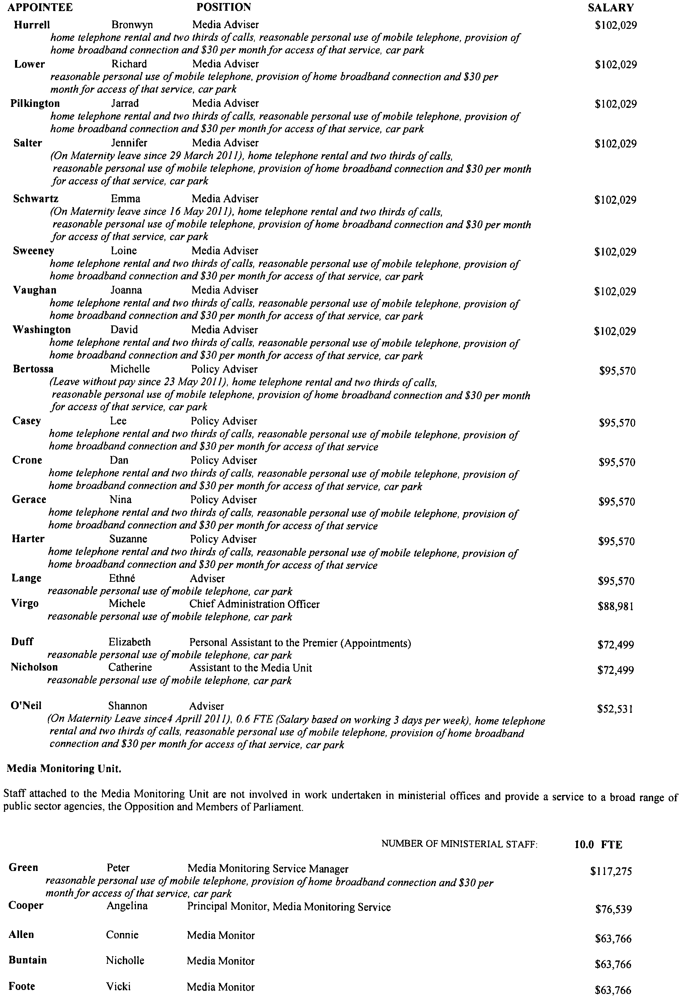 APPOINTEE POSITION SALARY
Hurrell Bronwyn Media Adviser $102,029
home telephone rental and two thirds of calls, reasonable personal use of mobile telephone, provision of
home broadband connection and $30 per month for access of that service, car park
Lower Richard Media Adviser $102,029
reasonable personal use of mobile telephone, provision of home broadband connection and $30 per
month for access of that service, car park
Pilkington Jarrad Media Adviser $102,029
home telephone rental and two thirds of calls, reasonable personal use of mobile telephone, provision of
home broadband connection and $30 per month for access of that service, car park
Salter Jennifer Media Adviser $102,029
(On Maternity leave since 29 March 2011), home telephone rental and two thirds of calls,
reasonable personal use of mobile telephone, provision of home broadband connection and $30 per month
for access of that service, car park
Schwartz Emma Media Adviser $102,029
(On Maternity leave since 16 May 2011), home telephone rental and two thirds of calls,
reasonable personal use of mobile telephone, provision of home broadband connection and $30 per month
for access of that service, car park
Sweeney Loine Media Adviser $102,029
home telephone rental and two thirds of calls, reasonable personal use of mobile telephone, provision of
home broadband connection and $30 per month for access of that service, car park
Vaughan Joanna Media Adviser $102,029
home telephone rental and two thirds of calls, reasonable personal use of mobile telephone, provision of
home broadband connection and $30 per month for access of that service, car park
Washington David Media Adviser $102,029
home telephone rental and two thirds of calls, reasonable personal use of mobile telephone, provision of
home broadband connection and $30 per month for access of that service, car park
Bertossa Michelle Policy Adviser $95,570
(Leave without pay since 23 May 2011), home telephone rental and two thirds of calls,
reasonable personal use of mobile telephone, provision of home broadband connection and $30 per month
for access of that service, car park
Casey Lee Policy Adviser $95,570
home telephone rental and two thirds of calls, reasonable personal use of mobile telephone, provision of
home broadband connection and $30 per month for access of that service
Crone Dan Policy Adviser $95,570
home telephone rental and two thirds of calls, reasonable personal use of mobile telephone, provision of
home broadband connection and $30 per month for access of that service, car park
Gerace Nina Policy Adviser $95,570
home telephone rental and two thirds of calls, reasonable personal use of mobile telephone, provision of
home broadband connection and $30 per month for access of that service
Harter Suzanne Policy Adviser $95,570
home telephone rental and two thirds of calls, reasonable personal use of mobile telephone, provision of
home broadband connection and $30 per month for access of that service
Lange Ethné Adviser $95,570
reasonable personal use of mobile telephone, car park
Virgo Michele Chief Administration Officer $88,981
reasonable personal use of mobile telephone, car park
Duff Elizabeth Personal Assistant to the Premier (Appointments) $72,499
reasonable personal use of mobile telephone, car park
Nicholson Catherine Assistant to the Media Unit $72,499
reasonable personal use of mobile telephone, car park
O'Neil Shannon Adviser $52,531
(On Maternity Leave since4 Aprill 2011), 0.6 FTE (Salary based on working 3 days per week), home telephone
rental and two thirds of calls, reasonable personal use of mobile telephone, provision of home broadband
connection and $30 per month for access of that service, car park
Media Monitoring Unit.
Staff attached to the Media Monitoring Unit are not involved in work undertaken in ministerial offices and provide a service to a broad range of
public sector agencies, the Opposition and Members of Parliament.
NUMBER OF MINISTERIAL STAFF: 10.0 FTE
Green Peter Media Monitoring Service Manager $117,275
reasonable personal use of mobile telephone, provision of home broadband connection and $30 per
month for access of that service, car park
Cooper Angelina Principal Monitor, Media Monitoring Service $76,539
Allen Connie Media Monitor $63,766
Buntain Nicholle Media Monitor $63,766
Foote Vicki Media Monitor $63,766